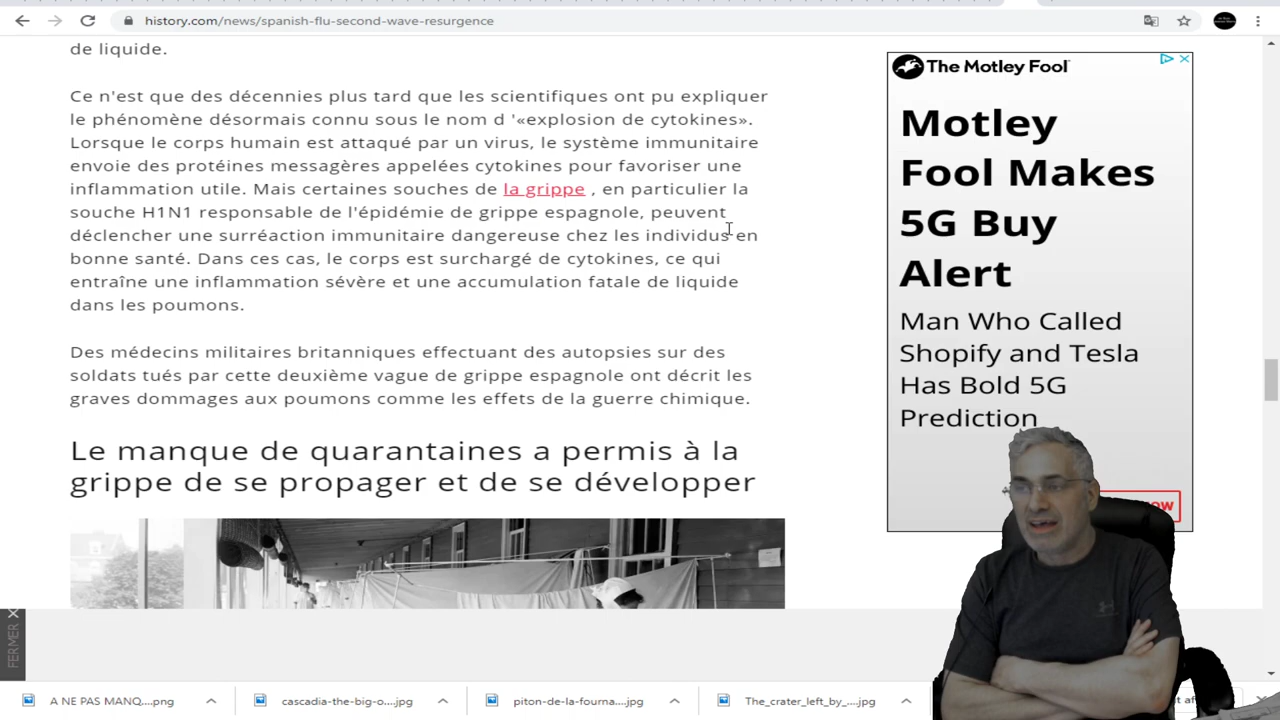 history.com/news/spanish-flu-second-wave-resurgence
de liquide.
Ce n'est que des décennies plus tard que les scientifiques ont pu expliquer
le phénomène désormais connu sous le nom d '«explosion de cytokines».
Lorsque le corps humain est attaqué par un virus, le système immunitaire
envoie des protéines messagères appelées cytokines pour favoriser une
inflammation utile. Mais certaines souches de la grippe , en particulier la
souche H1N1 responsable de l'épidémie de grippe espagnole, peuvent
déclencher une suréaction immunitaire dangereuse chez les individus en
bonne santé. Dans ces cas, le corps est surchargé de cytokines, ce qui
entraîne une inflammation sévère et une accumulation fatale de liquide
dans les poumons.
Des médecins militaires britanniques effectuant des autopsies sur des
soldats tués par cette deuxième vague de grippe espagnole ont décrit les
graves dommages aux poumons comme les effets de la guerre chimique.
Le manque de quarantaines a permis à la
grippe de se propager et de se développer
The Motley Fool
Motley
Fool Makes
5G Buy
Alert
Man Who Called
Shopify and Tesla
Has Bold 5G
Prediction
FERMER X
A NE PAS MANQ....png
cascadia-the-big-o....jpg
piton-de-la-fourna....jpg
The_crater_left_by_....jpg